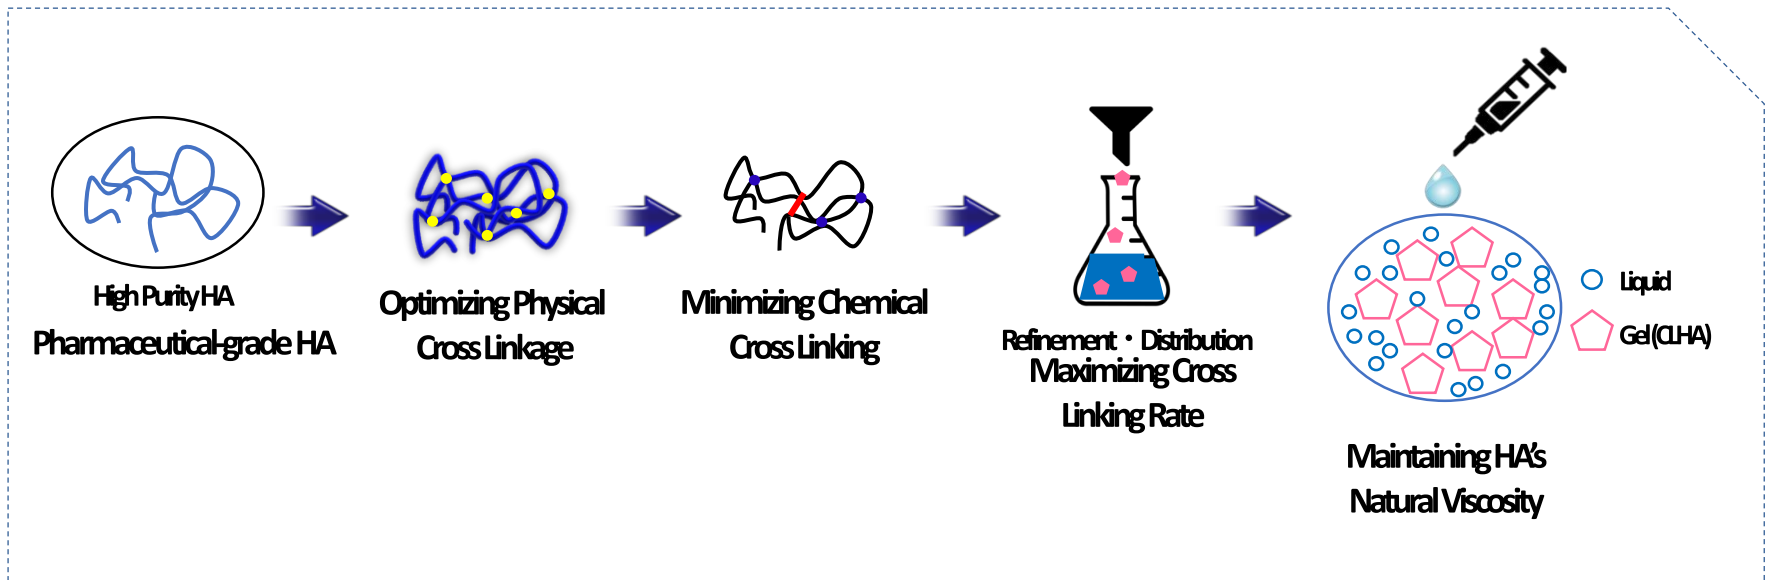 High Purity HA
Pharmaceutical-grade HA
Optimizing Physical
Cross Linkage
Minimizing Chemical
Cross Linking
Refinement · Distribution
Maximizing Cross
Linking Rate
Liquid
Gel (CLHA)
Maintaining HA's
Natural Viscosity